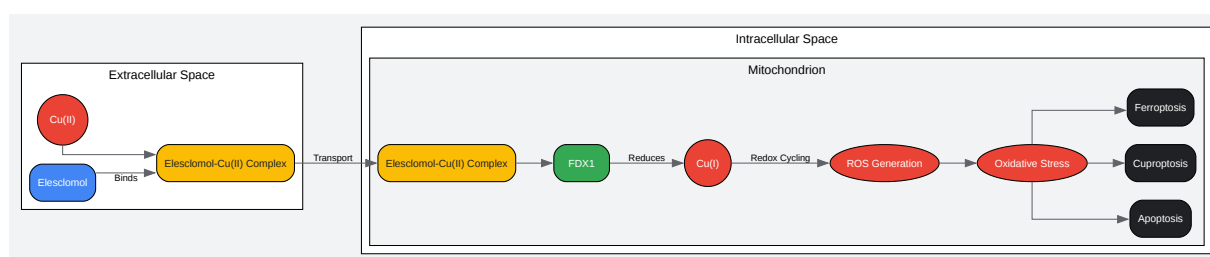 Extracellular Space
Cu(II)
Elesclomol
Binds
Elesclomol-Cu(II) Complex
Transport
Intracellular Space
Mitochondrion
Elesclomol-Cu(II) Complex
FDX1
Reduces
Cu(I)
Redox Cycling
ROS Generation
Oxidative Stress
Ferroptosis
Cuproptosis
Apoptosis